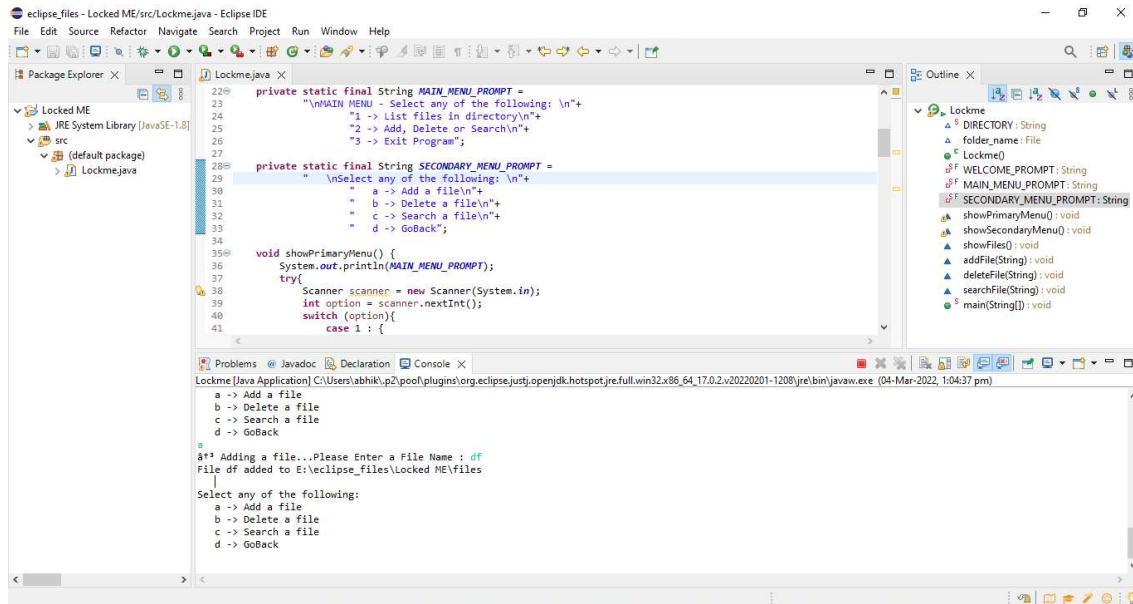 eclipse_files - Locked ME/src/Lockme.java - Eclipse IDE
File Edit Source Refactor Navigate Search Project Run Window Help
Package Explorer
Locked ME
JRE System Library [JavaSE-1.8]
src
(default package)
Lockme.java
Lockme.java
22 private static final String MAIN_MENU_PROMPT =
23 "\nMAIN MENU - Select any of the following: \n"+
24 "1 -> List files in directory\n"+
25 "2 -> Add, Delete or Search\n"+
26 "3 -> Exit Program";
27
28 private static final String SECONDARY_MENU_PROMPT =
29 "   \nSelect any of the following: \n"+
30 "   a -> Add a file\n"+
31 "   b -> Delete a file\n"+
32 "   c -> Search a file\n"+
33 "   d -> GoBack";
34
35 void showPrimaryMenu() {
36 System.out.println(MAIN_MENU_PROMPT);
37 try{
38 Scanner scanner = new Scanner(System.in);
39 int option = scanner.nextInt();
40 switch (option){
41 case 1 : {
Outline
Lockme
DIRECTORY : String
folder_name : File
Lockme()
WELCOME_PROMPT : String
MAIN_MENU_PROMPT : String
SECONDARY_MENU_PROMPT : String
showPrimaryMenu() : void
showSecondaryMenu() : void
showFiles() : void
addFile(String) : void
deleteFile(String) : void
searchFile(String) : void
main(String[]) : void
Problems Javadoc Declaration Console
Lockme [Java Application] C:\Users\abhik\.p2\pool\plugins\org.eclipse.justj.openjdk.hotspot.jre.full.win32.x86_64_17.0.2.v20220201-1208\jre\bin\javaw.exe (04-Mar-2022, 1:04:37 pm)
a -> Add a file
b -> Delete a file
c -> Search a file
d -> GoBack
a
â†³ Adding a file...Please Enter a File Name : df
File df added to E:\eclipse_files\Locked ME\files
Select any of the following:
a -> Add a file
b -> Delete a file
c -> Search a file
d -> GoBack